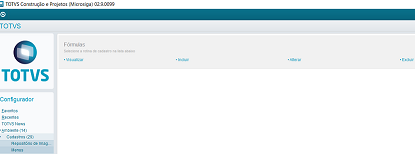 TOTVS Construção e Projetos (Microsiga) 02.9.0099
TOTVS
Fórmulas
• Visualizar
• Incluir
• Alterar
• Excluir
TOTVS
Configurador
Favoritos
Recentes
TOTVS News
Ambiente (14)
Cadastros (29)
Repositório de Imag...
Menus